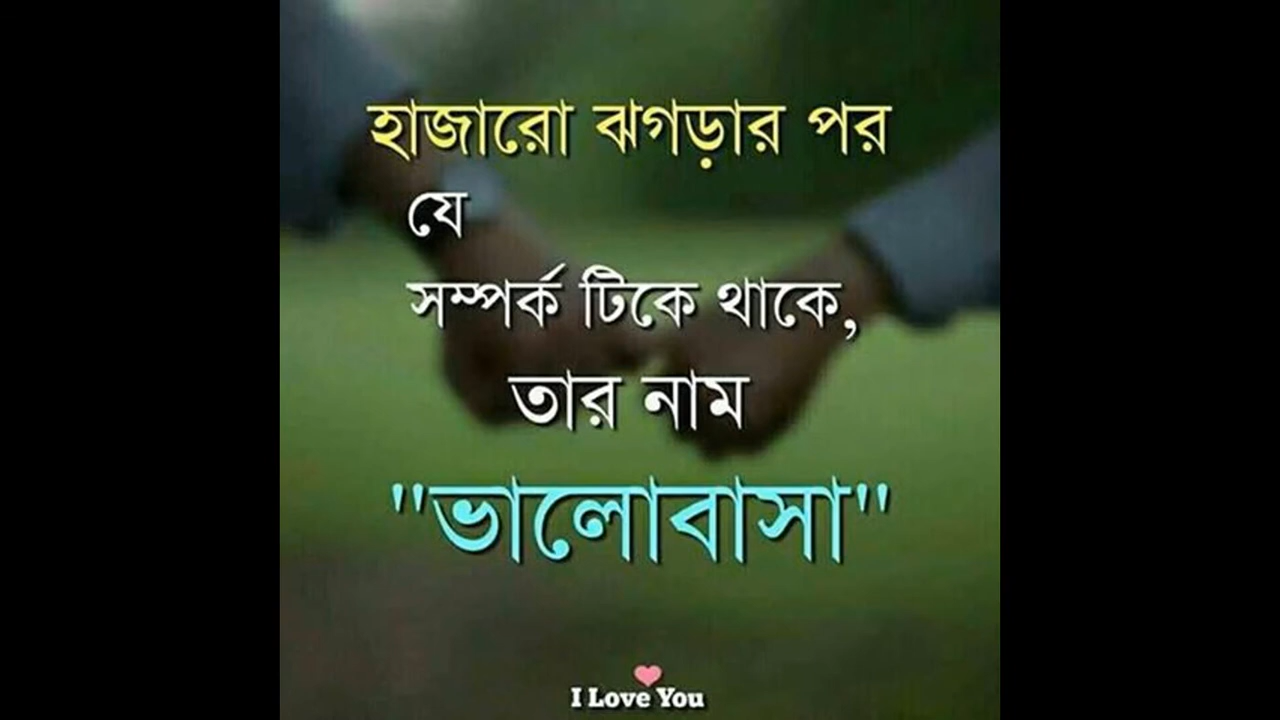 হাজারো ঝগড়ার পর
যে
সম্পর্ক টিকে থাকে,
তার নাম
"ভালোবাসা"
I Love You